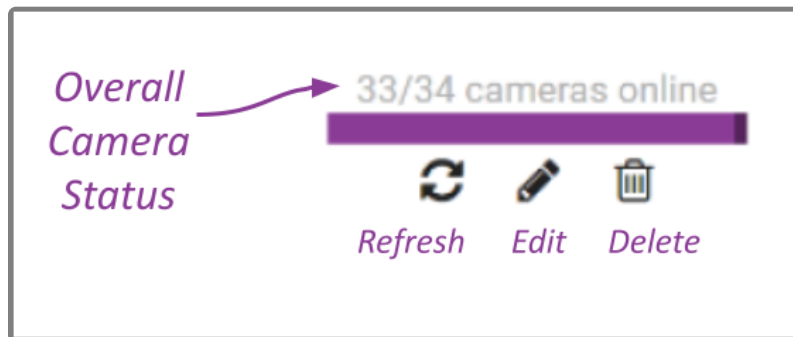 Overall
Camera
Status
33/34 cameras online
Refresh Edit Delete